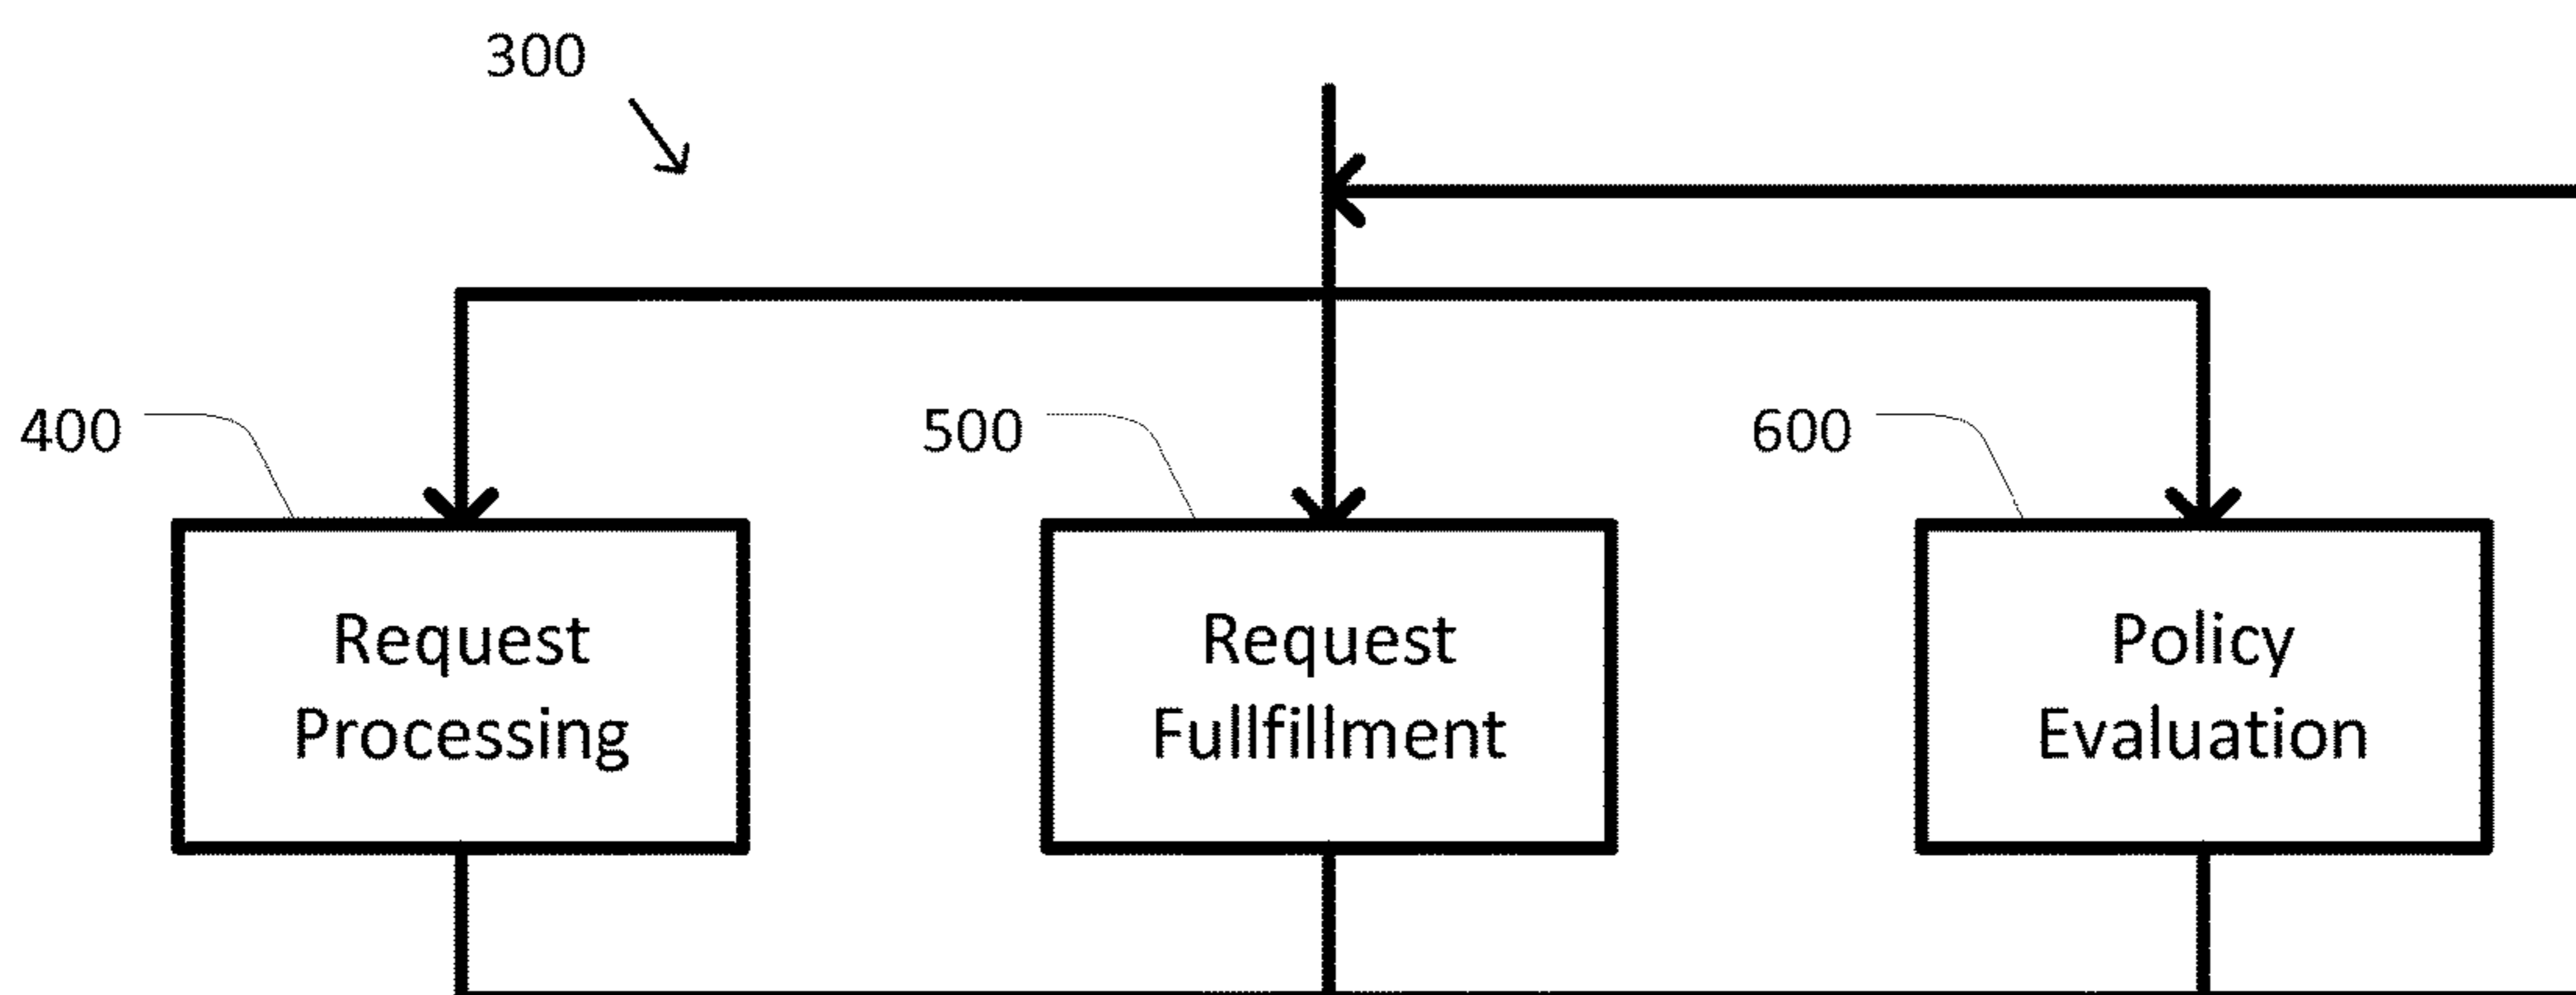 300
400
500
600
Request
Processing
Request
Fullfillment
Policy
Evaluation